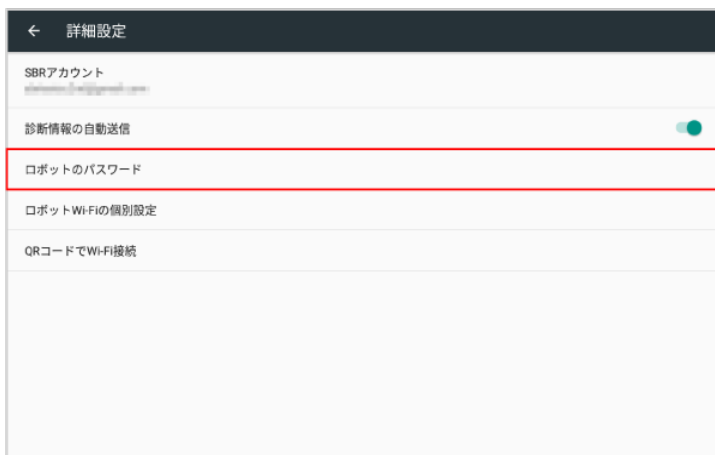 ← 詳細設定
SBRアカウント
診断情報の自動送信
ロボットのパスワード
ロボットWi-Fiの個別設定
QRコードでWi-Fi接続